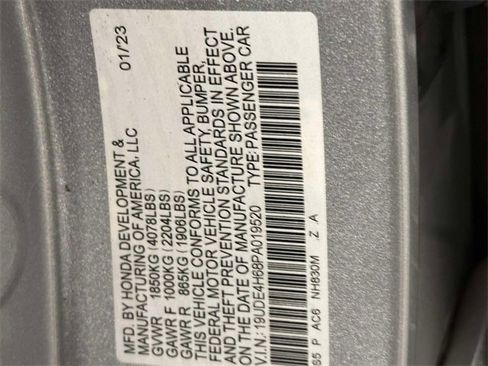 MFD. BY HONDA DEVELOPMENT &
MANUFACTURING OF AMERICA, LLC 01/23
GVWR 1850KG (4078LBS)
GAWR F 1000KG (2204LBS)
GAWR R 865KG (1906LBS)
THIS VEHICLE CONFORMS TO ALL APPLICABLE
FEDERAL MOTOR VEHICLE SAFETY, BUMPER,
AND THEFT PREVENTION STANDARDS IN EFFECT
ON THE DATE OF MANUFACTURE SHOWN ABOVE.
V.I.N.: 19UDE4H68PA019520 TYPE:PASSENGER CAR
S5 P AC6 NH830M Z A